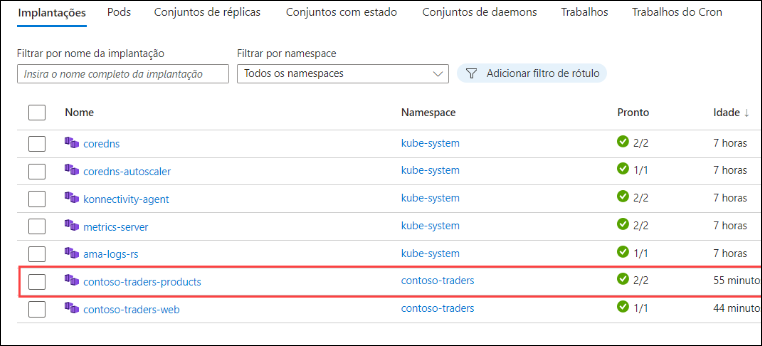 Implantações Pods Conjuntos de réplicas Conjuntos com estado Conjuntos de daemons Trabalhos Trabalhos do Cron
Filtrar por nome da implantação Filtrar por namespace
Insira o nome completo da implantação Todos os namespaces Adicionar filtro de rótulo
Nome Namespace Pronto Idade ↓
coredns kube-system 2/2 7 horas
coredns-autoscaler kube-system 1/1 7 horas
konnectivity-agent kube-system 2/2 7 horas
metrics-server kube-system 2/2 7 horas
ama-logs-rs kube-system 1/1 7 horas
contoso-traders-products contoso-traders 2/2 55 minuto
contoso-traders-web contoso-traders 1/1 44 minuto